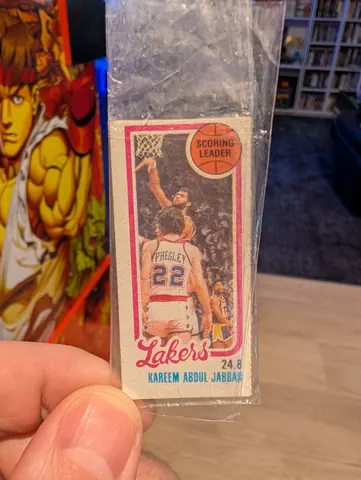 SCORING
LEADER
PREGLEY
22
Lakers
24.8
KAREEM ABDUL JABBAR